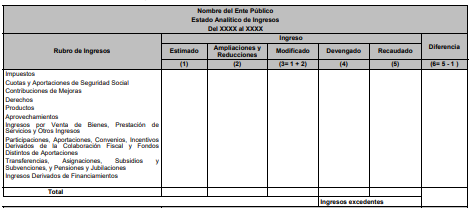 Nombre del Ente Público
Estado Analítico de Ingresos
Del XXXX al XXXX
Rubro de Ingresos
Ingreso
Diferencia
Estimado
Ampliaciones y
Reducciones
Modificado
Devengado
Recaudado
(1)
(2)
(3= 1 + 2)
(4)
(5)
(6= 5 - 1 )
Impuestos
Cuotas y Aportaciones de Seguridad Social
Contribuciones de Mejoras
Derechos
Productos
Aprovechamientos
Ingresos por Venta de Bienes, Prestación de
Servicios y Otros Ingresos
Participaciones, Aportaciones, Convenios, Incentivos
Derivados de la Colaboración Fiscal y Fondos
Distintos de Aportaciones
Transferencias, Asignaciones, Subsidios y
Subvenciones, y Pensiones y Jubilaciones
Ingresos Derivados de Financiamientos
Total
Ingresos excedentes